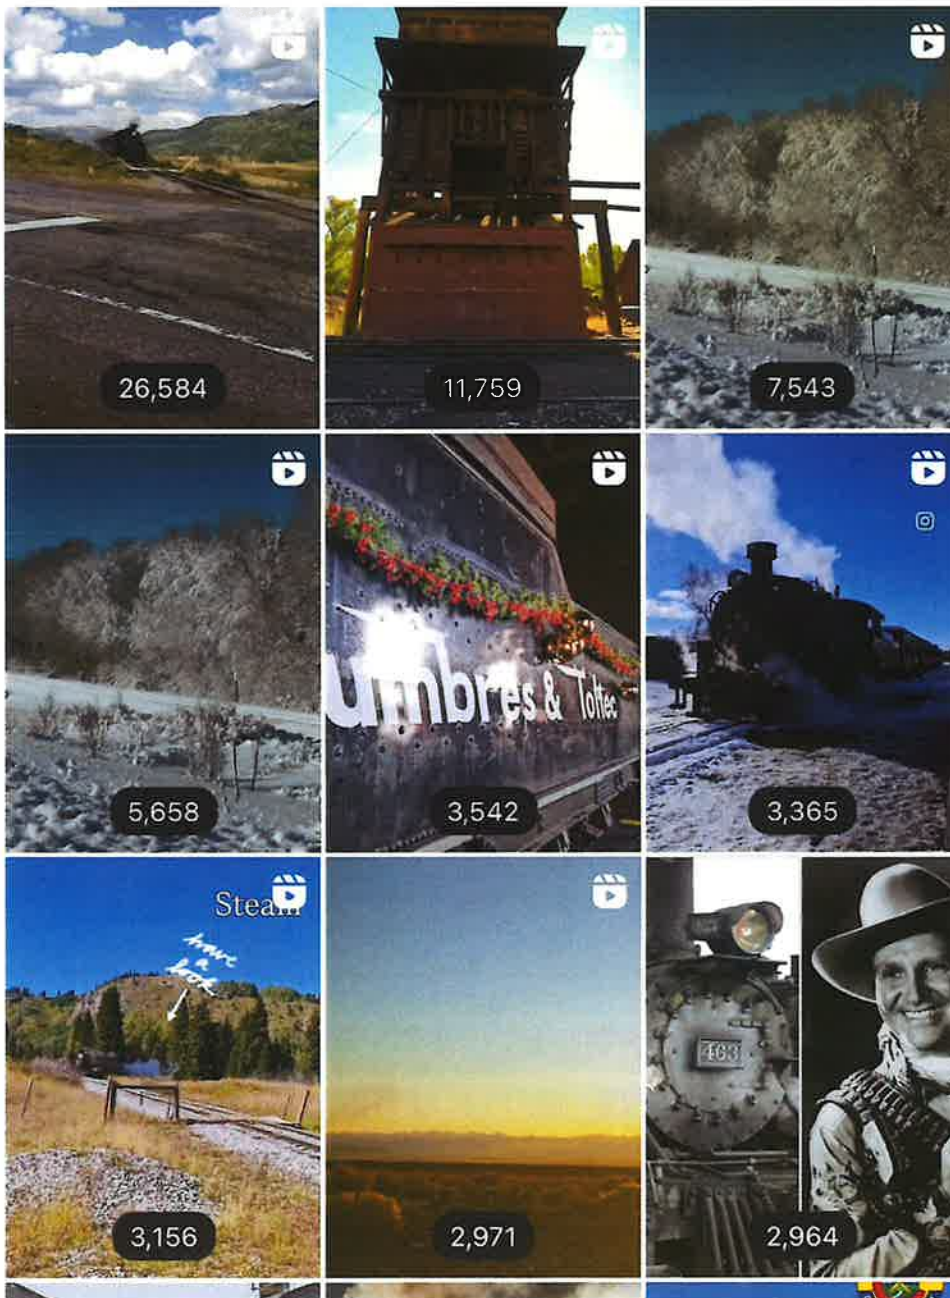 26,584
11,759
7,543
5,658
umbres & Toltec
3,542
3,365
Steam
have
a
look
3,156
2,971
463
2,964